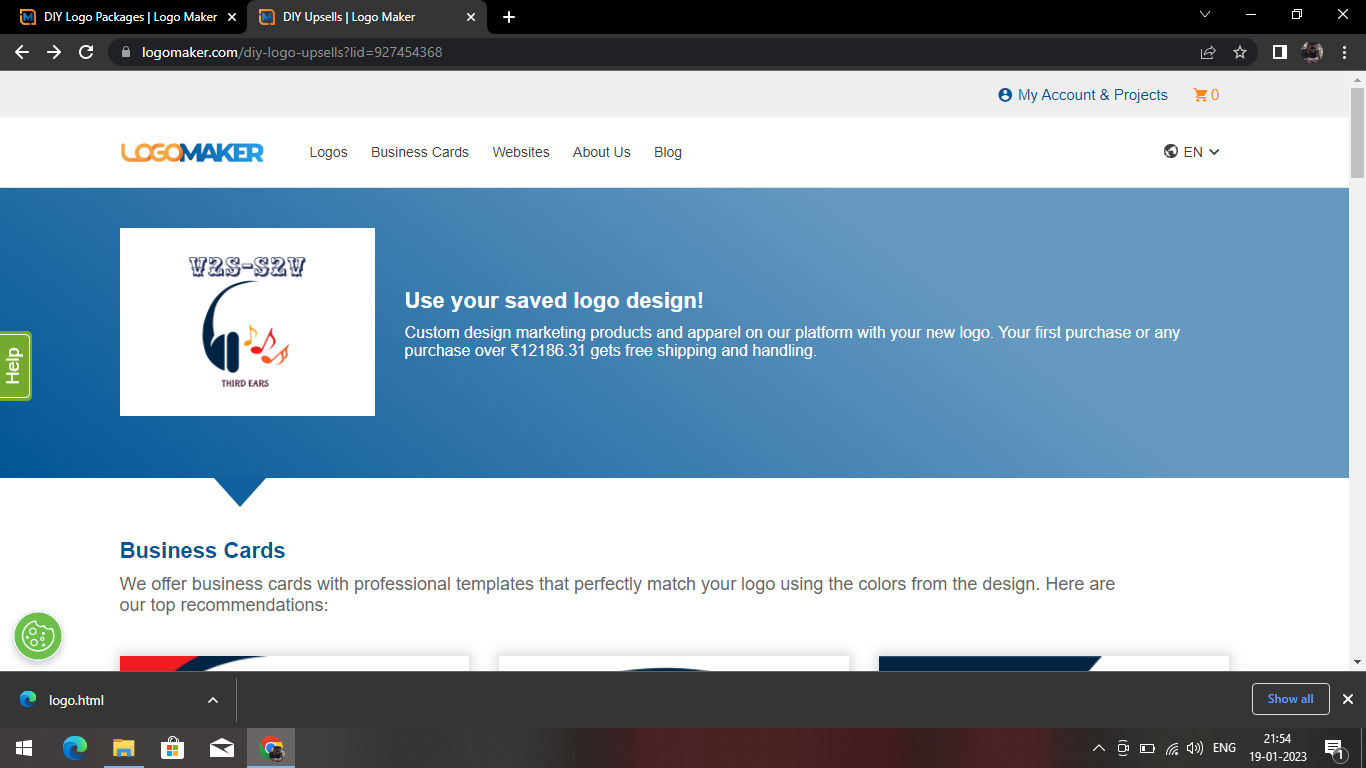 DIY Logo Packages | Logo Maker
DIY Upsells | Logo Maker
logomaker.com/diy-logo-upsells?lid=927454368
My Account & Projects
0
LOGOMAKER
Logos
Business Cards
Websites
About Us
Blog
EN
V2S-S2V
THIRD EARS
Use your saved logo design!
Custom design marketing products and apparel on our platform with your new logo. Your first purchase or any
purchase over ₹12186.31 gets free shipping and handling.
Help
Business Cards
We offer business cards with professional templates that perfectly match your logo using the colors from the design. Here are
our top recommendations:
logo.html
Show all
ENG
21:54
19-01-2023
1